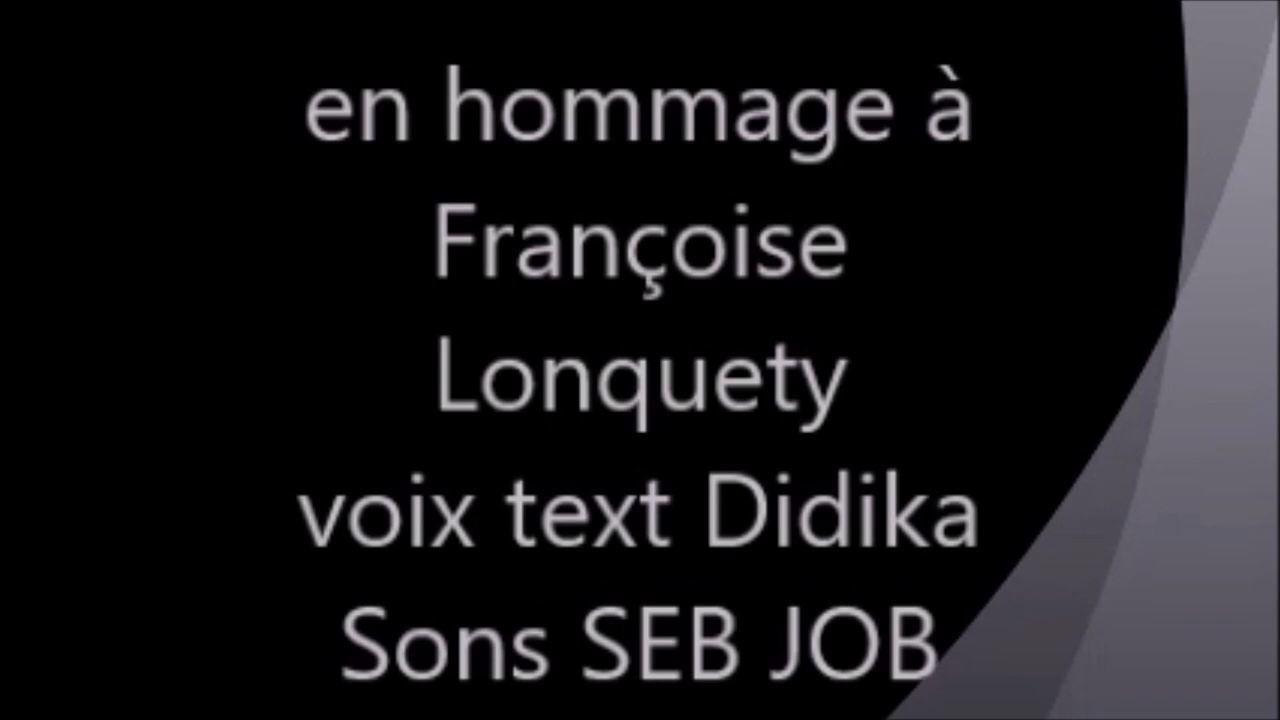 en hommage à
Françoise
Lonquety
voix text Didika
Sons SEB JOB